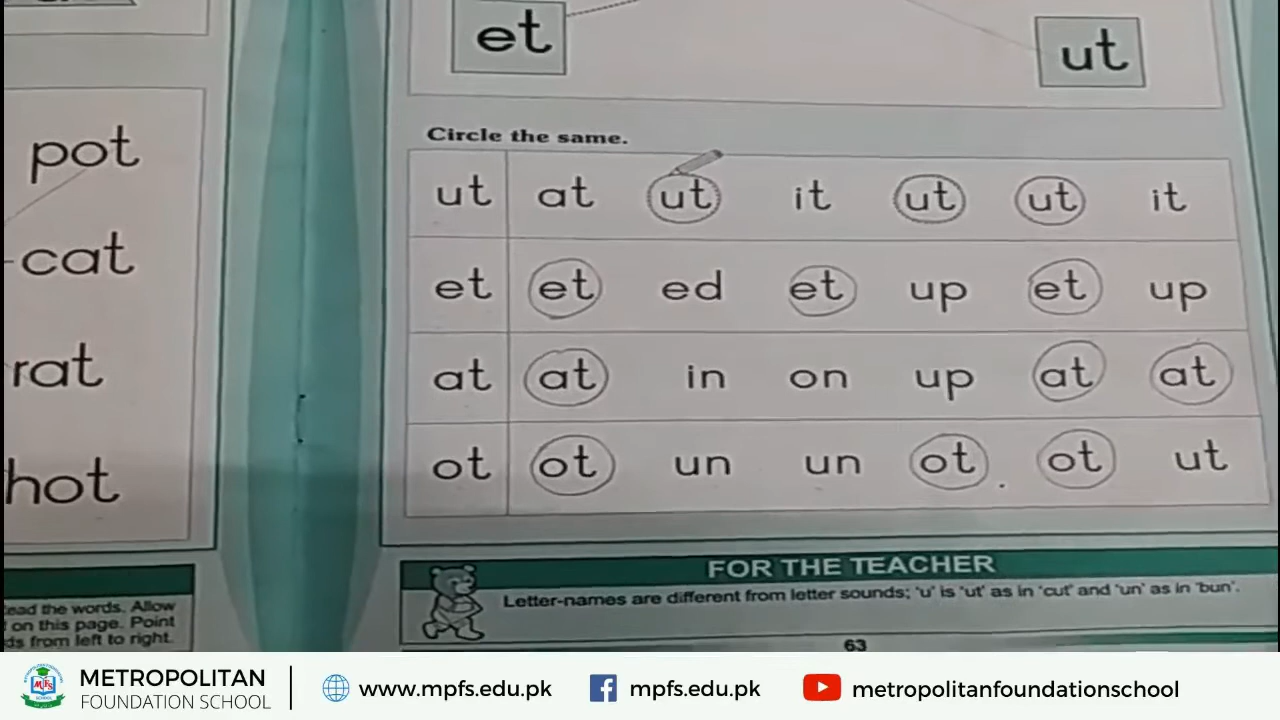 et
ut
pot
cat
rat
hot
Circle the same.
ut at ut it ut ut it
et et ed et up et up
at at in on up at at
ot ot un un ot ot ut
ead the words. Allow
on this page. Point
ds from left to right.
FOR THE TEACHER
Letter-names are different from letter sounds; 'u' is 'ut' as in 'cut' and 'un' as in 'bun'.
63
METROPOLITAN
FOUNDATION SCHOOL
www.mpfs.edu.pk
mpfs.edu.pk
metropolitanfoundationschool